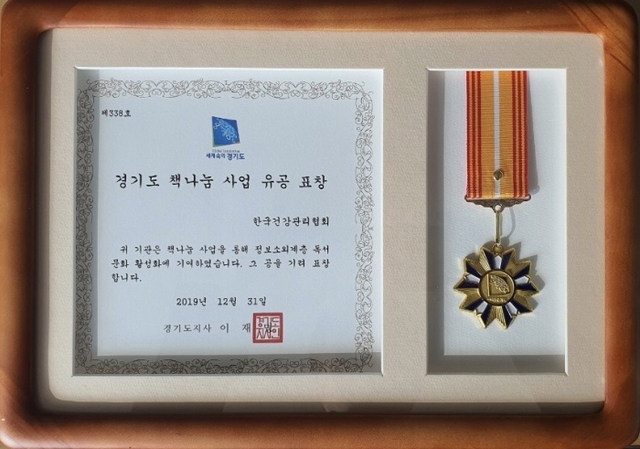 제338호
세계속의 경기도
경기도 책나눔 사업 유공 표창
한국건강관리협회
위 기관은 책나눔 사업을 통해 정보소외계층 독서
문화 활성화에 기여하였습니다. 그 공을 기려 표창
합니다.
2019년 12월 31일
경기도지사 이 재